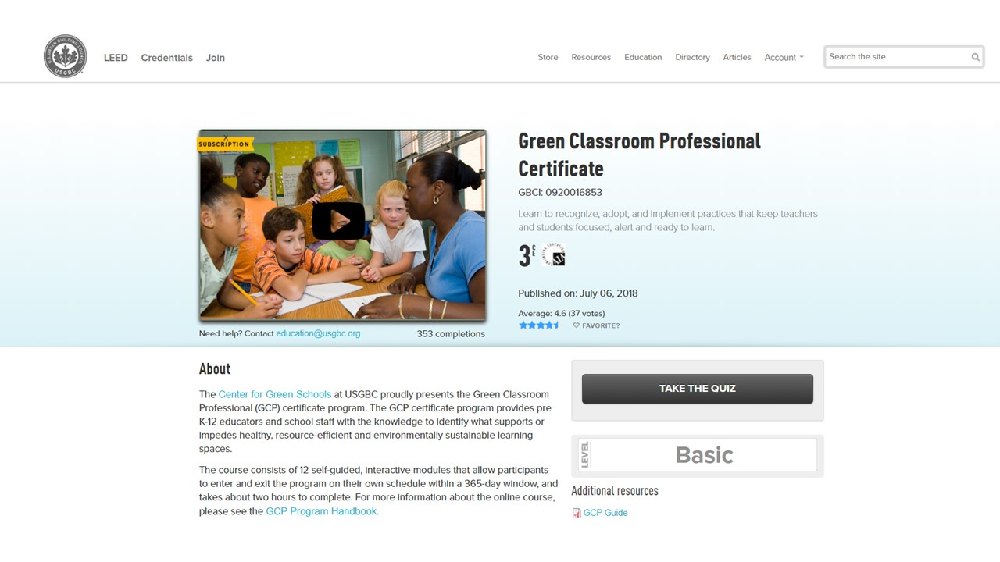 U.S. GREEN BUILDING COUNCIL
USGBC
LEED Credentials Join
Store Resources Education Directory Articles Account
Search the site
X
SUBSCRIPTION
Green Classroom Professional
Certificate
GBCI: 0920016853
Learn to recognize, adopt, and implement practices that keep teachers
and students focused, alert and ready to learn.
3 CE
Published on: July 06, 2018
Average: 4.6 (37 votes)
FAVORITE?
Need help? Contact education@usgbc.org
353 completions
About
The Center for Green Schools at USGBC proudly presents the Green Classroom
Professional (GCP) certificate program. The GCP certificate program provides pre
K-12 educators and school staff with the knowledge to identify what supports or
impedes healthy, resource-efficient and environmentally sustainable learning
spaces.
The course consists of 12 self-guided, interactive modules that allow participants
to enter and exit the program on their own schedule within a 365-day window, and
takes about two hours to complete. For more information about the online course,
please see the GCP Program Handbook.
TAKE THE QUIZ
LEVEL
Basic
Additional resources
GCP Guide